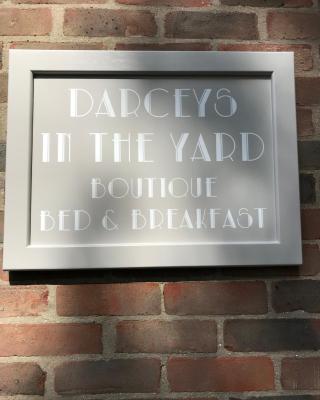 DARCEYS
IN THE YARD
BOUTIQUE
BED & BREAKFAST